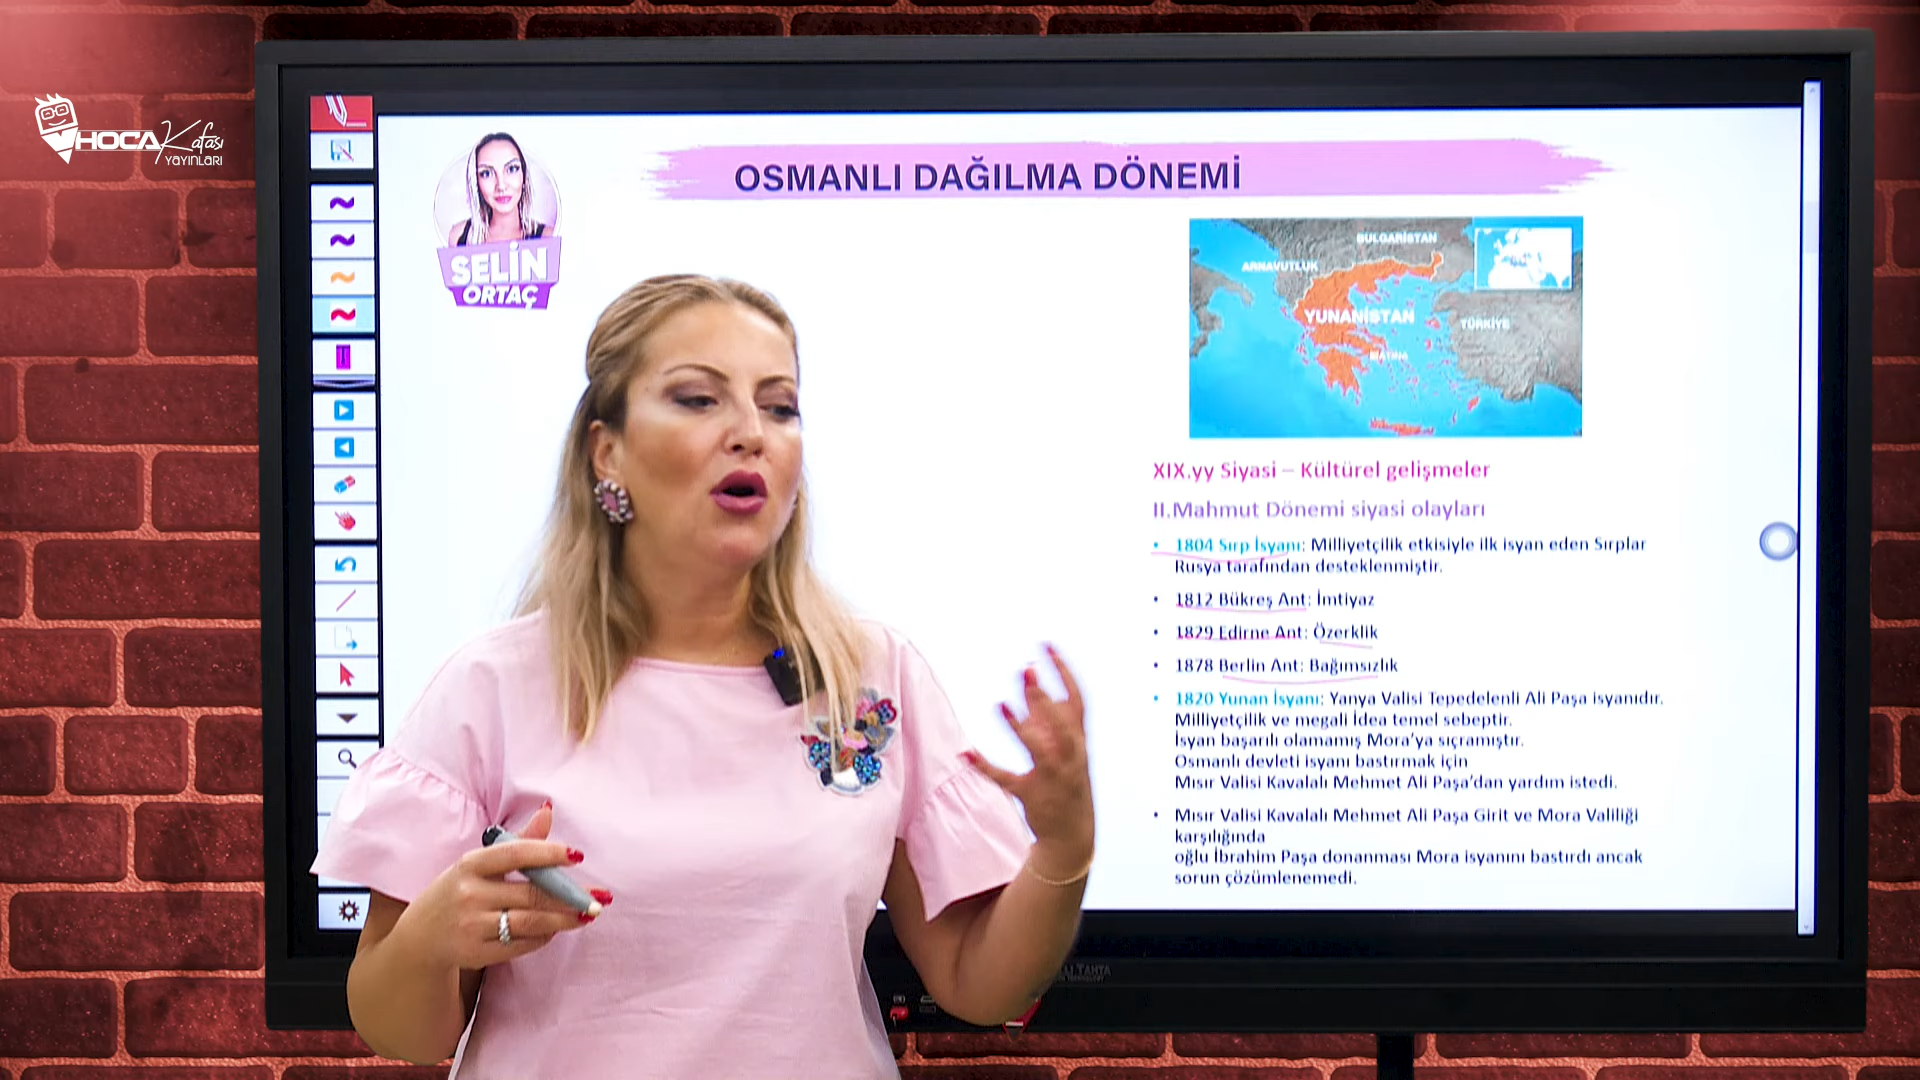 HOCA Kafası
YAYINLARI
SELİN
ORTAÇ
OSMANLI DAĞILMA DÖNEMİ
BULGARİSTAN
ARNAVUTLUK
YUNANİSTAN
TÜRKİYE
XIX.yy Siyasi – Kültürel gelişmeler
II.Mahmut Dönemi siyasi olayları
• 1804 Sırp İsyanı: Milliyetçilik etkisiyle ilk isyan eden Sırplar
Rusya tarafından desteklenmiştir.
• 1812 Bükreş Ant: İmtiyaz
• 1829 Edirne Ant: Özerklik
• 1878 Berlin Ant: Bağımsızlık
• 1820 Yunan İsyanı: Yanya Valisi Tepedelenli Ali Paşa isyanıdır.
Milliyetçilik ve megali İdea temel sebeptir.
İsyan başarılı olamamış Mora'ya sıçramıştır.
Osmanlı devleti isyanı bastırmak için
Mısır Valisi Kavalalı Mehmet Ali Paşa'dan yardım istedi.
• Mısır Valisi Kavalalı Mehmet Ali Paşa Girit ve Mora Valiliği
karşılığında
oğlu İbrahim Paşa donanması Mora isyanını bastırdı ancak
sorun çözümlenemedi.